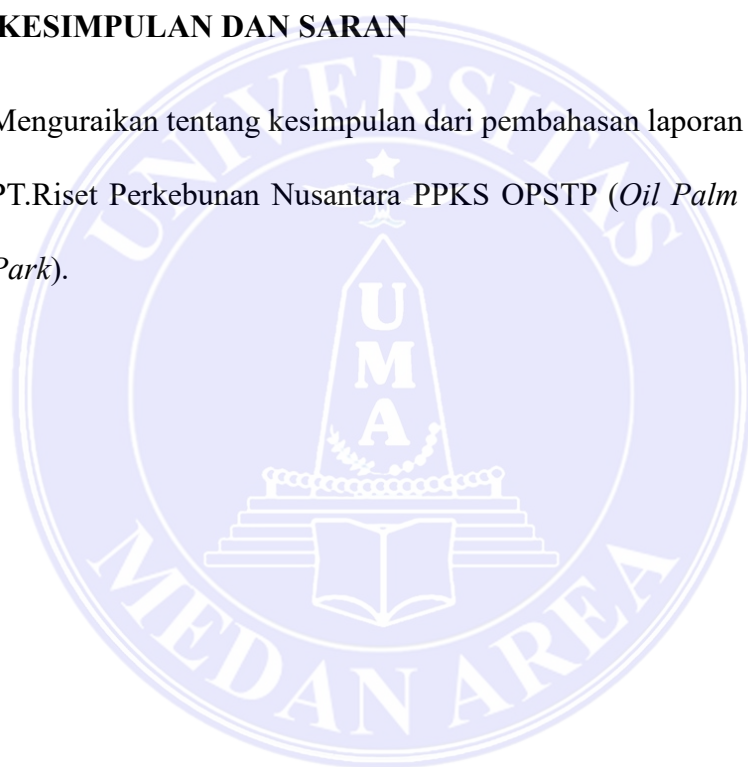 KESIMPULAN DAN SARAN
Menguraikan tentang kesimpulan dari pembahasan laporan
PT.Riset Perkebunan Nusantara PPKS OPSTP (Oil Palm
Park).
UNIVERSITAS
U
M
A
MEDAN AREA